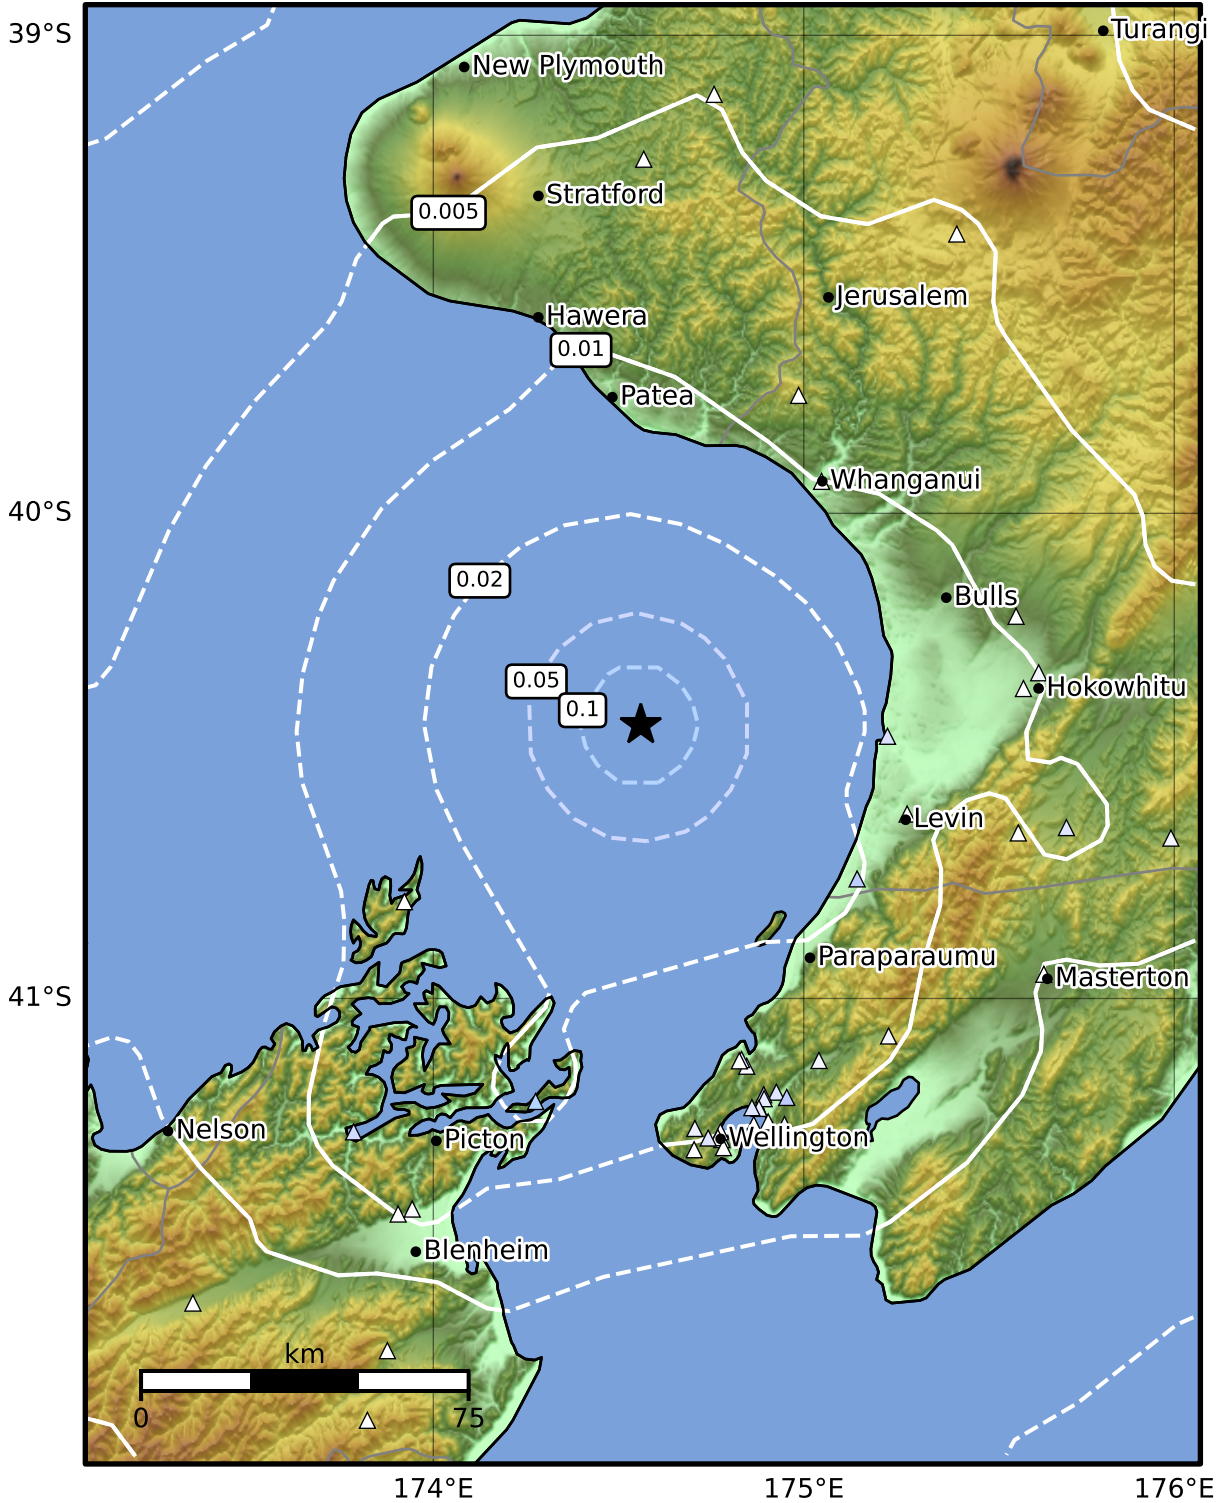 39°S
Turangi
New Plymouth
Stratford
0.005
Jerusalem
Hawera
0.01
Patea
Whanganui
40°S
0.02
Bulls
0.05
Hokowhitu
0.1
Levin
Paraparaumu
Masterton
41°S
Nelson
Picton
Wellington
Blenheim
km
0 75
174°E 175°E 176°E